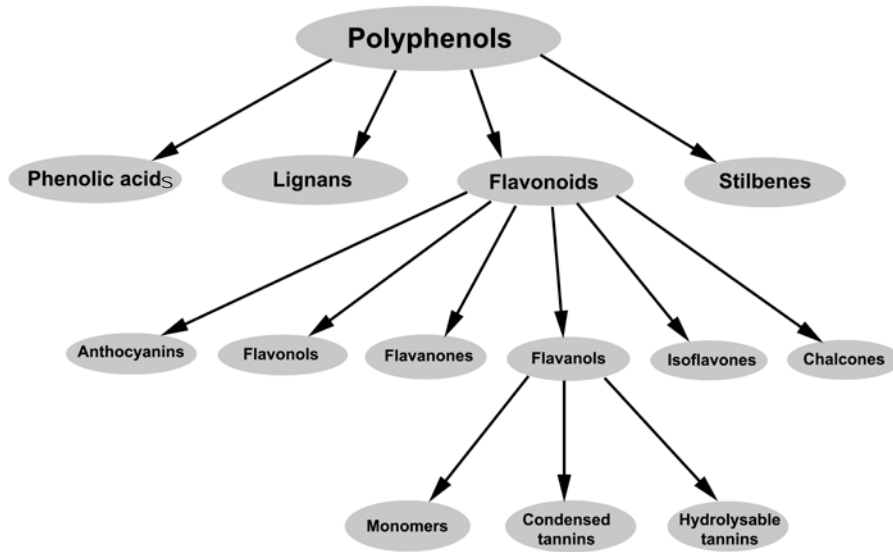 Polyphenols
Phenolic acids
Lignans
Flavonoids
Stilbenes
Anthocyanins
Flavonols
Flavanones
Flavanols
Isoflavones
Chalcones
Monomers
Condensed
tannins
Hydrolysable
tannins